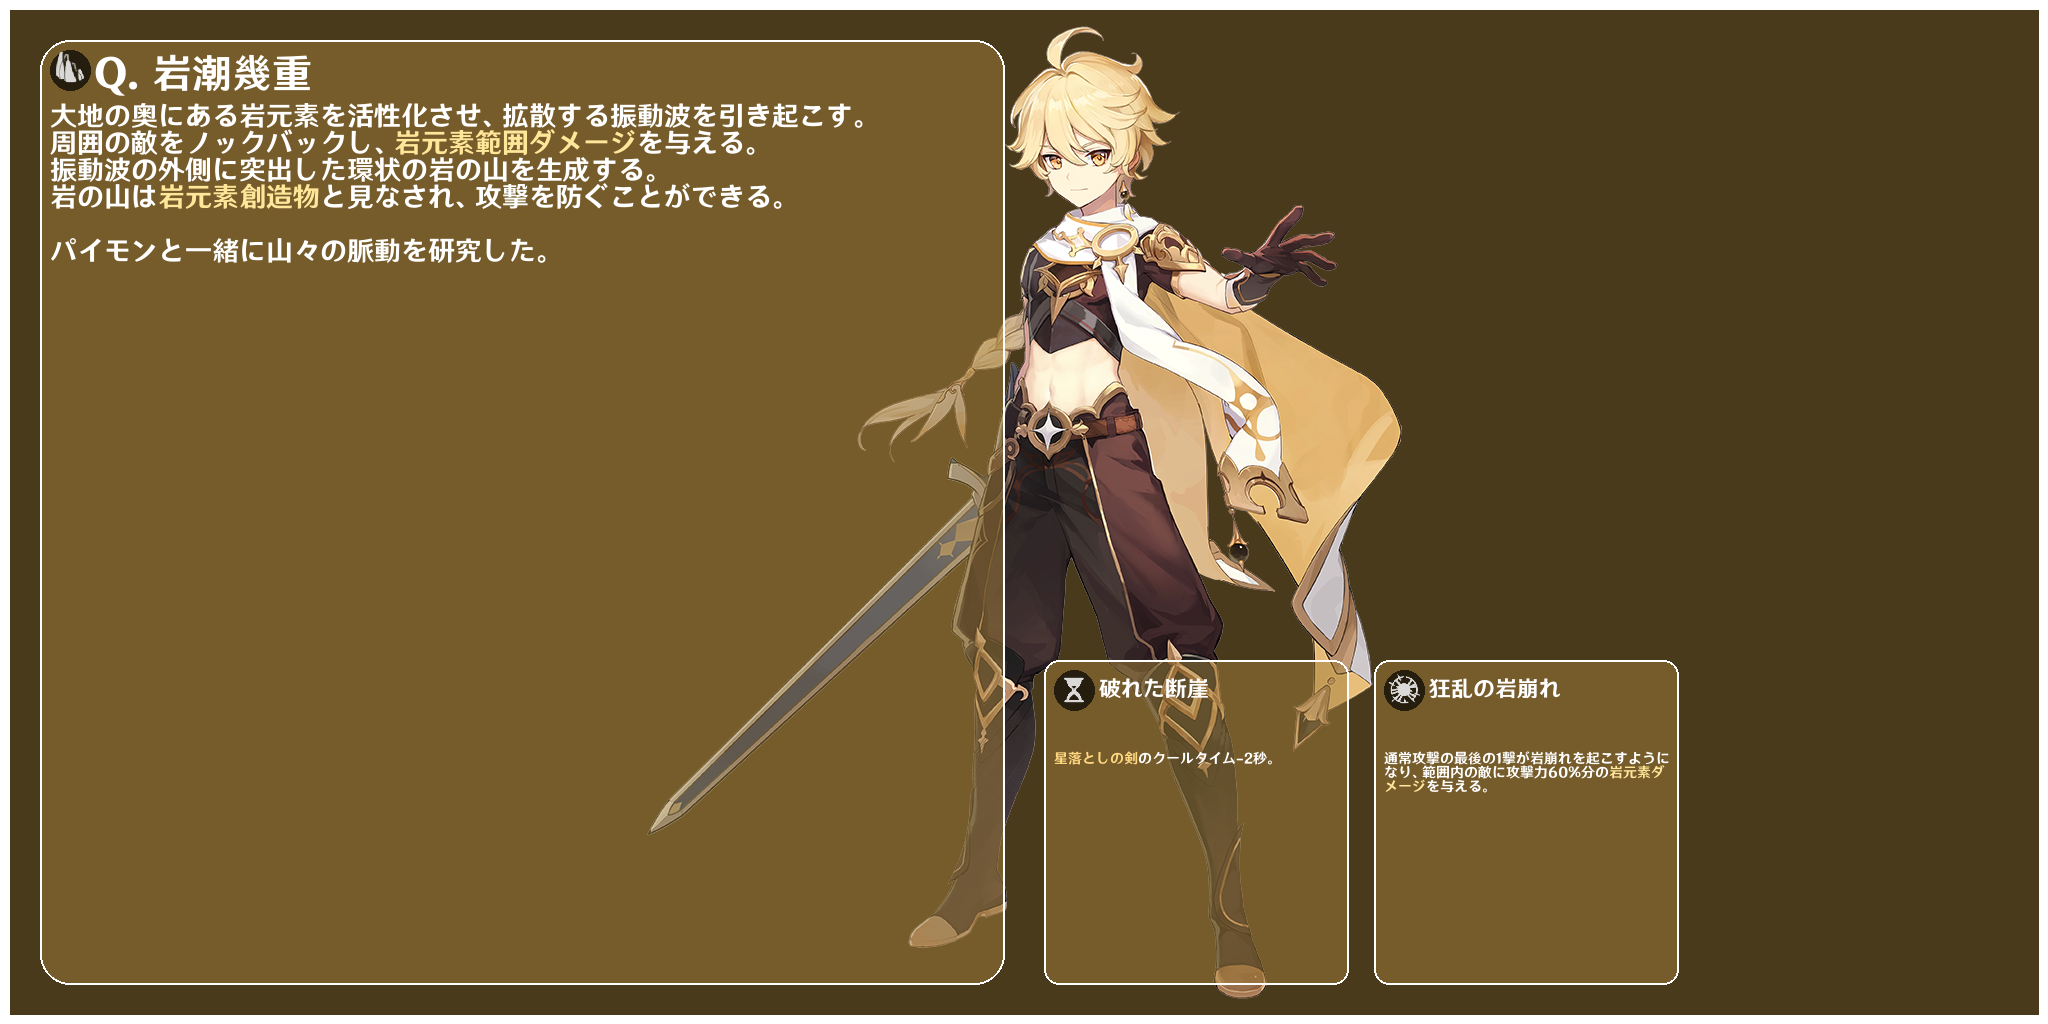 Q. 岩潮幾重
大地の奥にある岩元素を活性化させ、拡散する振動波を引き起こす。
周囲の敵をノックバックし、岩元素範囲ダメージを与える。
振動波の外側に突出した環状の岩の山を生成する。
岩の山は岩元素創造物と見なされ、攻撃を防ぐことができる。
パイモンと一緒に山々の脈動を研究した。
破れた断崖
星落としの剣のクールタイム-2秒。
狂乱の岩崩れ
通常攻撃の最後の1撃が岩崩れを起こすように
なり、範囲内の敵に攻撃力60%分の岩元素ダ
メージを与える。